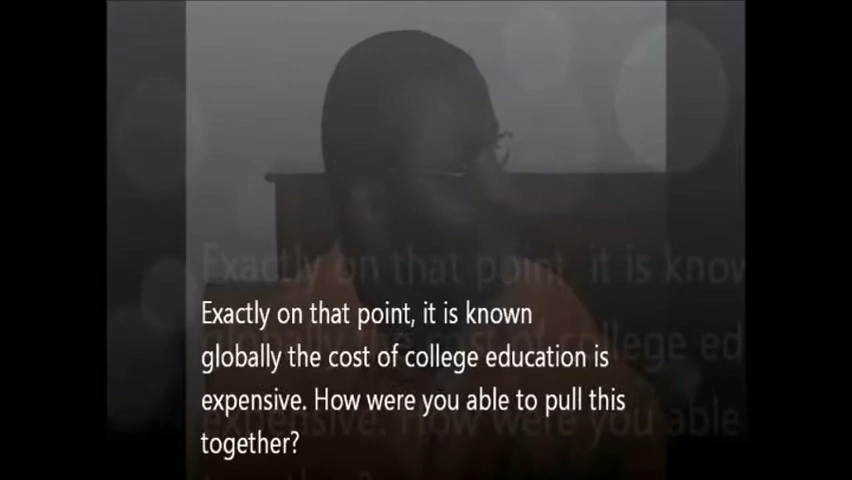 Exactly on that point, it is known
globally the cost of college education is
expensive. How were you able to pull this
together?